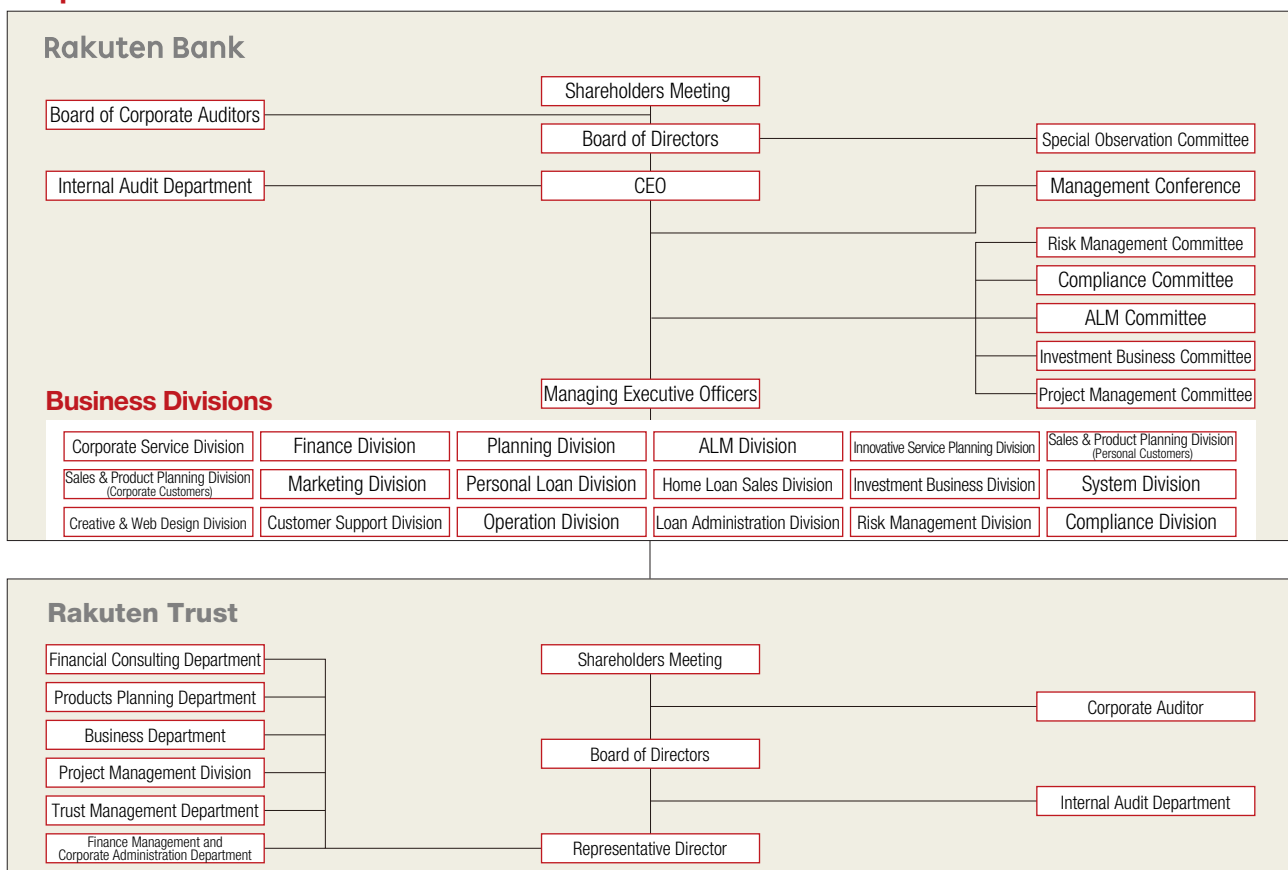 Rakuten Bank
Shareholders Meeting
Board of Corporate Auditors
Board of Directors
Special Observation Committee
Internal Audit Department
CEO
Management Conference
Risk Management Committee
Compliance Committee
ALM Committee
Investment Business Committee
Managing Executive Officers
Project Management Committee
Business Divisions
Corporate Service Division
Finance Division
Planning Division
ALM Division
Innovative Service Planning Division
Sales & Product Planning Division
(Personal Customers)
Sales & Product Planning Division
(Corporate Customers)
Marketing Division
Personal Loan Division
Home Loan Sales Division
Investment Business Division
System Division
Creative & Web Design Division
Customer Support Division
Operation Division
Loan Administration Division
Risk Management Division
Compliance Division
Rakuten Trust
Financial Consulting Department
Shareholders Meeting
Products Planning Department
Corporate Auditor
Business Department
Board of Directors
Project Management Division
Trust Management Department
Internal Audit Department
Finance Management and
Corporate Administration Department
Representative Director